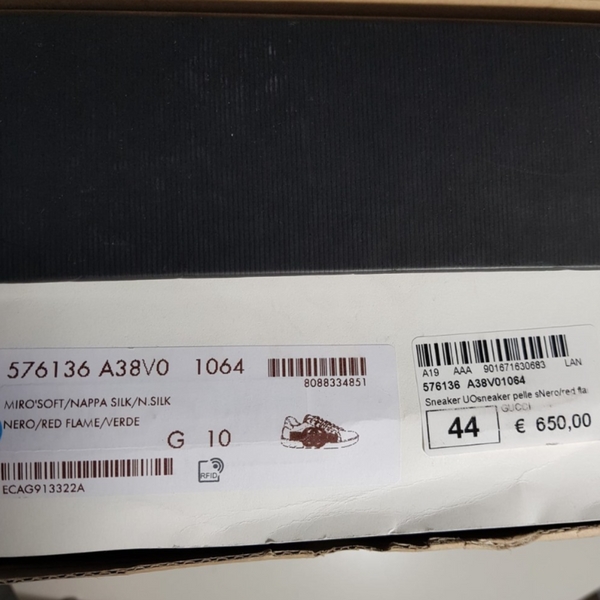 576136 A38V0 1064
8088334851
MIRO'SOFT/NAPPA SILK/N.SILK
NERO/RED FLAME/VERDE
G 10
RFID
ECAG913322A
A19 AAA 901671630683 LAN
576136 A38V01064
Sneaker UOsneaker pelle sNero/red fla
GUCCI
44 € 650,00